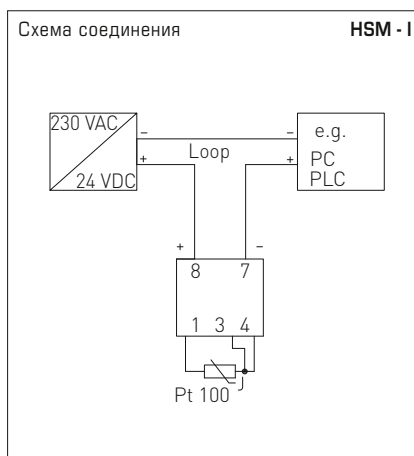 Схема соединения HSM - I
230 VAC
24 VDC
–
+
Loop
–
+
e.g.
PC
PLC
+ –
8 7
1 3 4
Pt 100